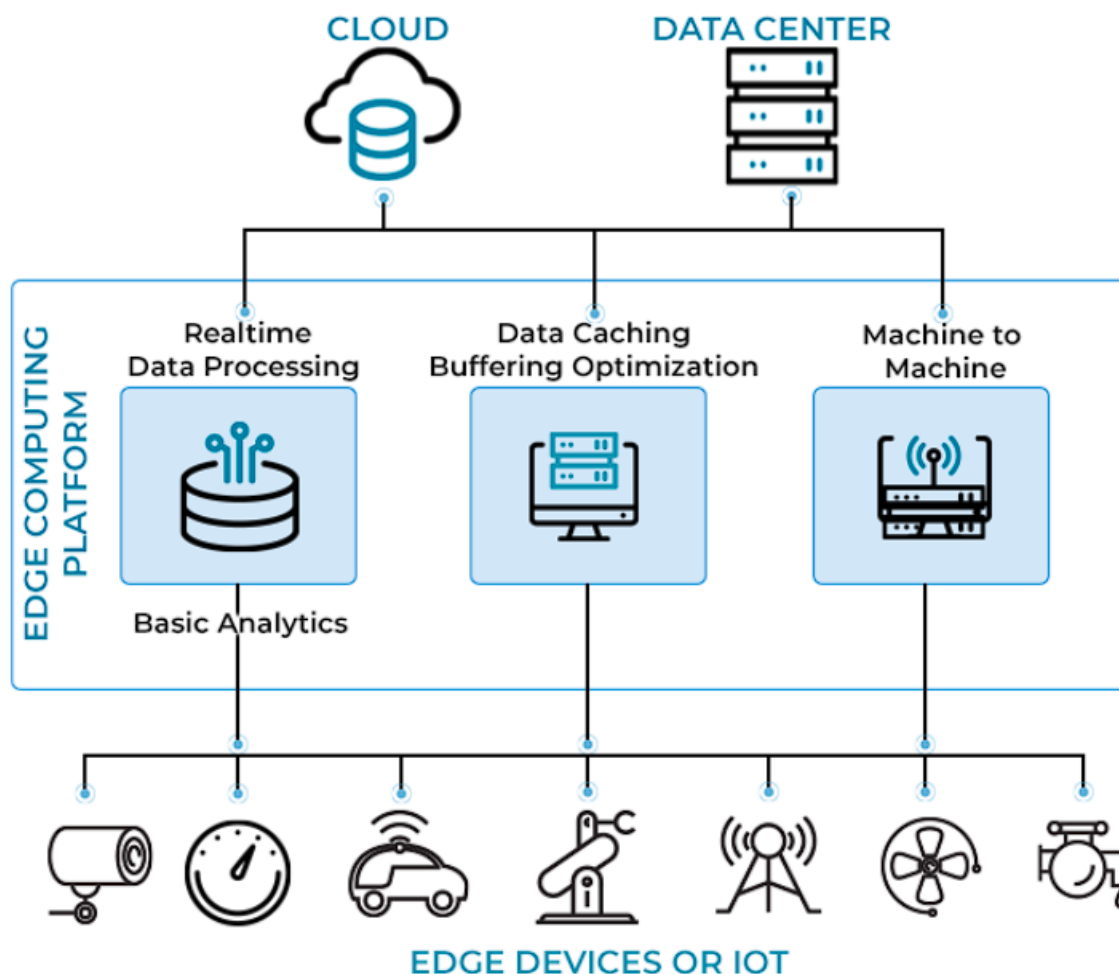 CLOUD
DATA CENTER
EDGE COMPUTING
PLATFORM
Realtime
Data Processing
Data Caching
Buffering Optimization
Machine to
Machine
Basic Analytics
EDGE DEVICES OR IOT